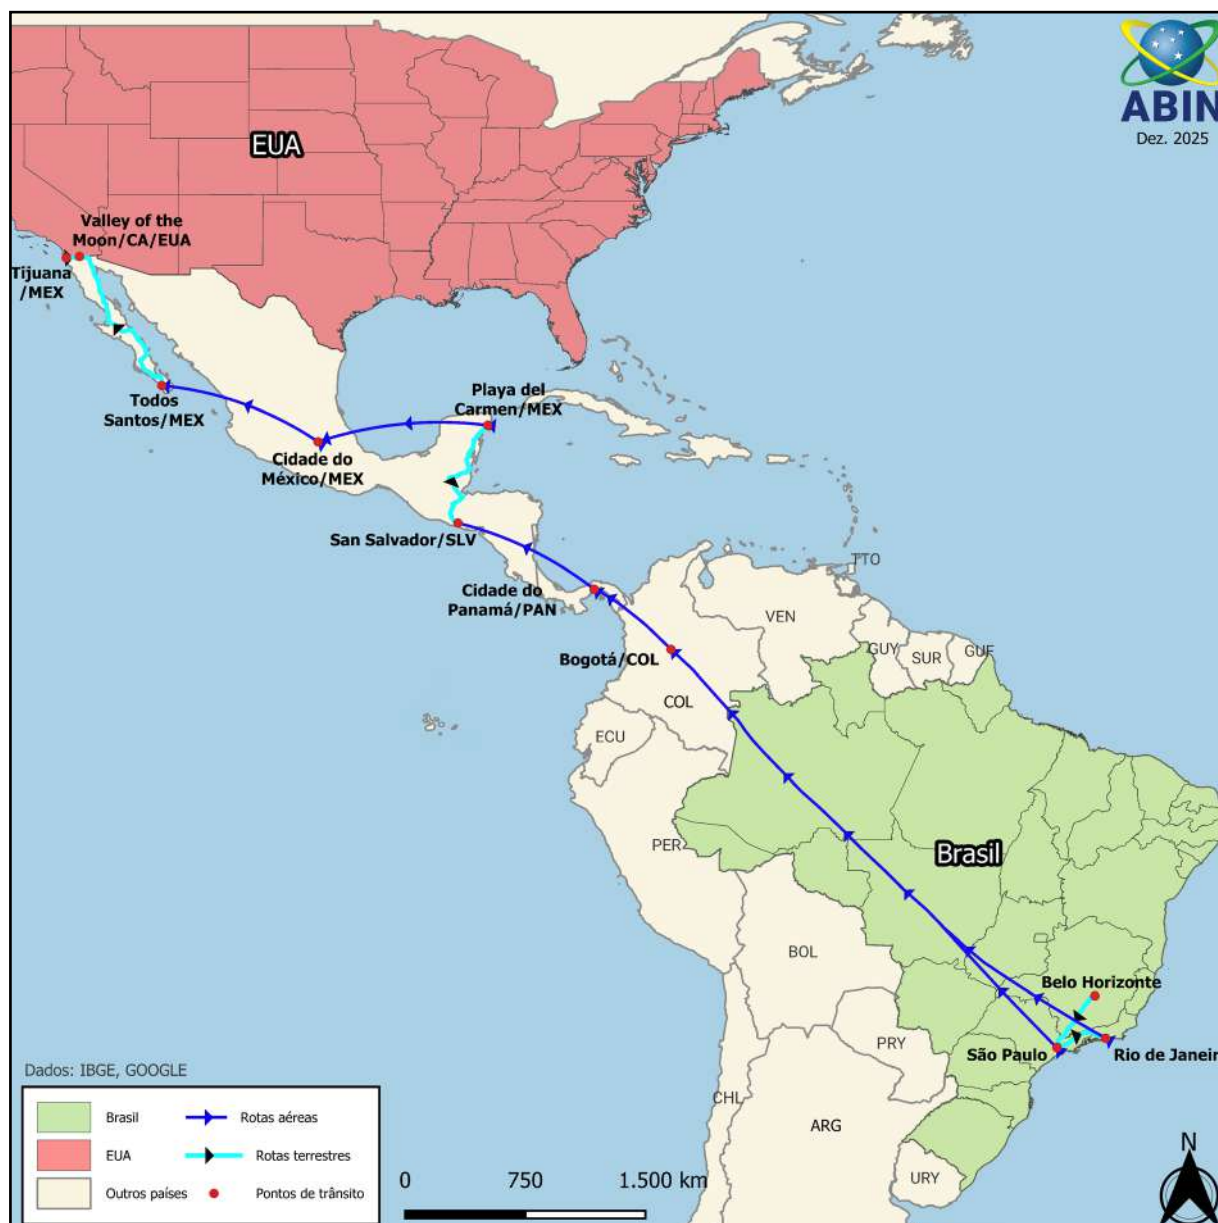 ABIN
Dez. 2025
EUA
Valley of the
Moon/CA/EUA
Tijuana
/MEX
Todos
Santos/MEX
Playa del
Carmen/MEX
Cidade do
México/MEX
San Salvador/SLV
Cidade do
Panamá/PAN
Bogotá/COL
TTO
VEN
GUY
SUR
GUF
COL
ECU
PER
Brasil
BOL
Belo Horizonte
São Paulo
Rio de Janeir
PRY
CHL
ARG
URY
Dados: IBGE, GOOGLE
Brasil
Rotas aéreas
EUA
Rotas terrestres
Outros países
Pontos de trânsito
0 750 1.500 km
N